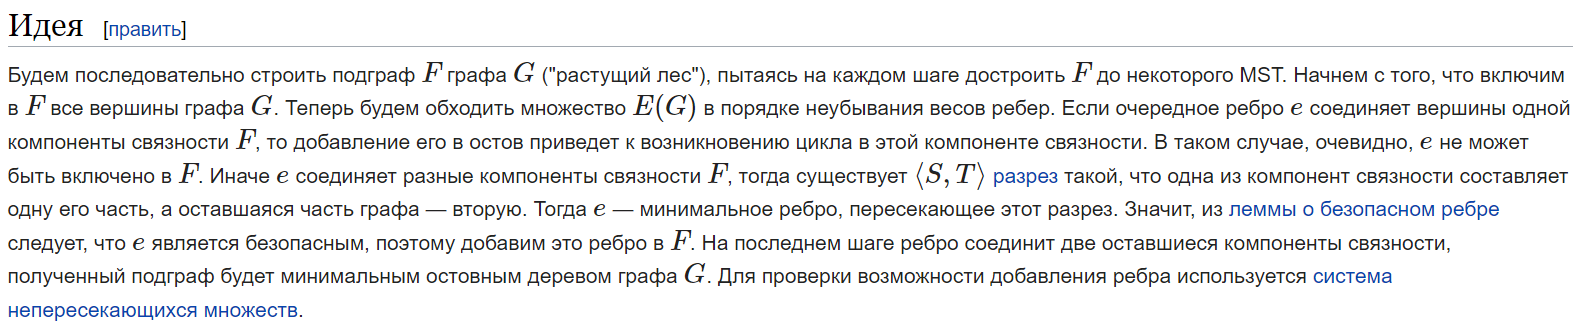 Идея [править]
Будем последовательно строить подграф F графа G ("растущий лес"), пытаясь на каждом шаге достроить F до некоторого MST. Начнем с того, что включим
в F все вершины графа G. Теперь будем обходить множество E(G) в порядке неубывания весов ребер. Если очередное ребро e соединяет вершины одной
компоненты связности F, то добавление его в остов приведет к возникновению цикла в этой компоненте связности. В таком случае, очевидно, e не может
быть включено в F. Иначе e соединяет разные компоненты связности F, тогда существует ⟨S, T⟩ разрез такой, что одна из компонент связности составляет
одну его часть, а оставшаяся часть графа — вторую. Тогда e — минимальное ребро, пересекающее этот разрез. Значит, из леммы о безопасном ребре
следует, что e является безопасным, поэтому добавим это ребро в F. На последнем шаге ребро соединит две оставшиеся компоненты связности,
полученный подграф будет минимальным остовным деревом графа G. Для проверки возможности добавления ребра используется система
непересекающихся множеств.